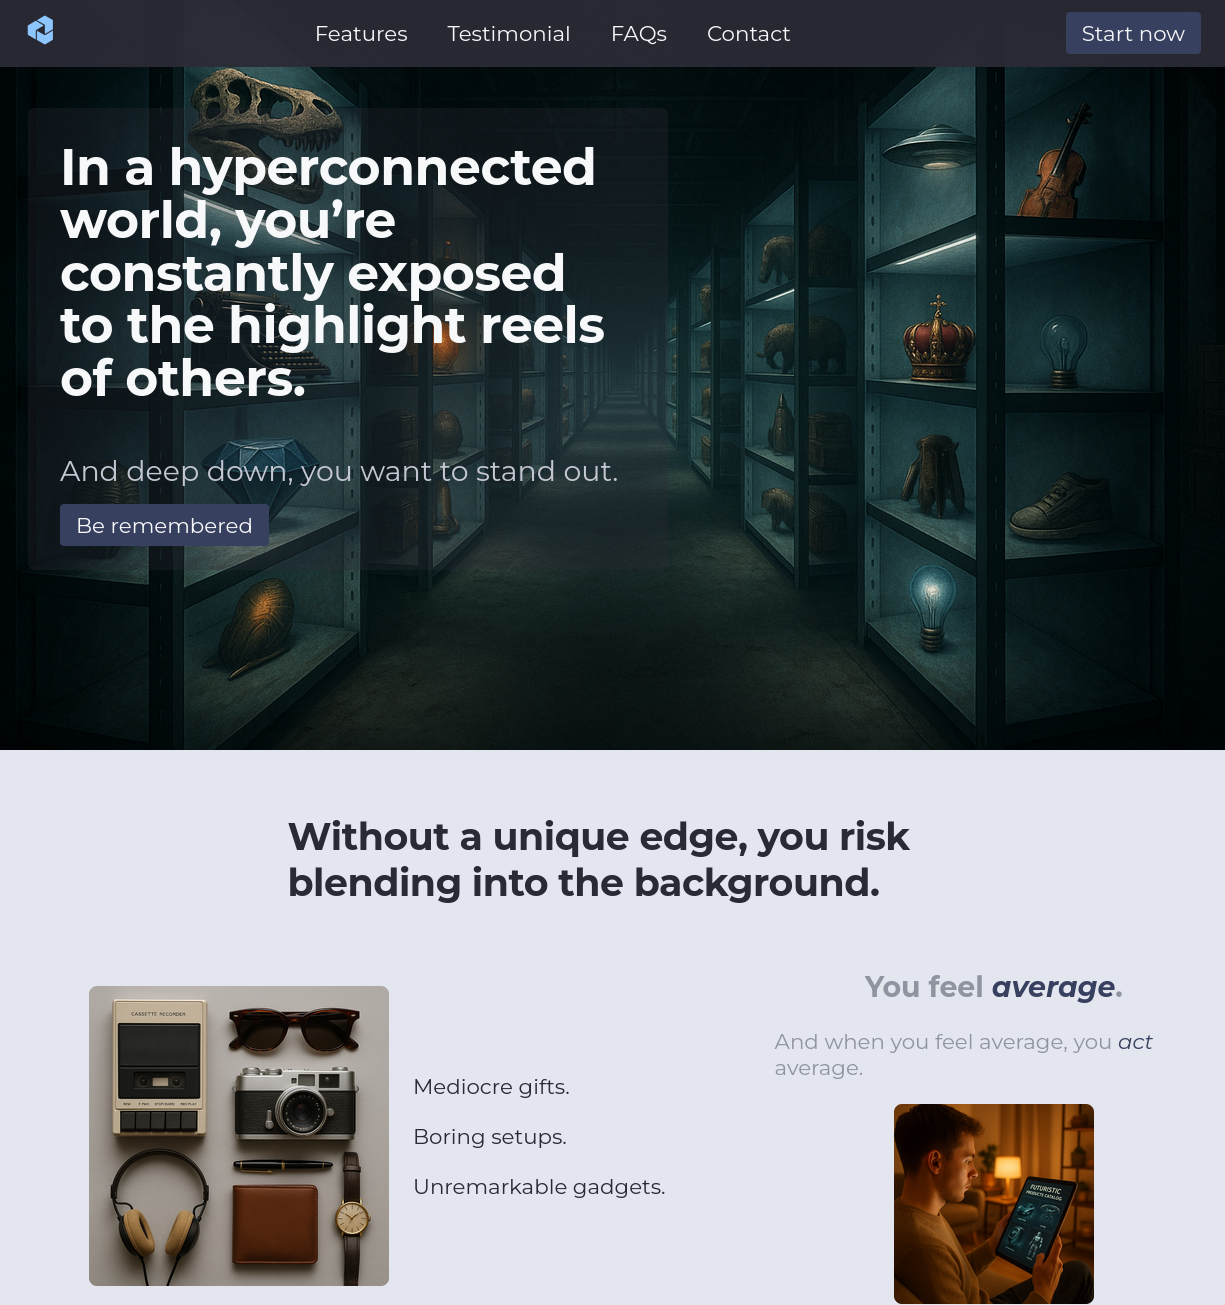 Features Testimonial FAQs Contact Start now
In a hyperconnected
world, you’re
constantly exposed
to the highlight reels
of others.
And deep down, you want to stand out.
Be remembered
Without a unique edge, you risk
blending into the background.
CASSETTE RECORDER
Mediocre gifts.
Boring setups.
Unremarkable gadgets.
You feel average.
And when you feel average, you act
average.
FUTURISTIC
PRODUCTS CATALOG